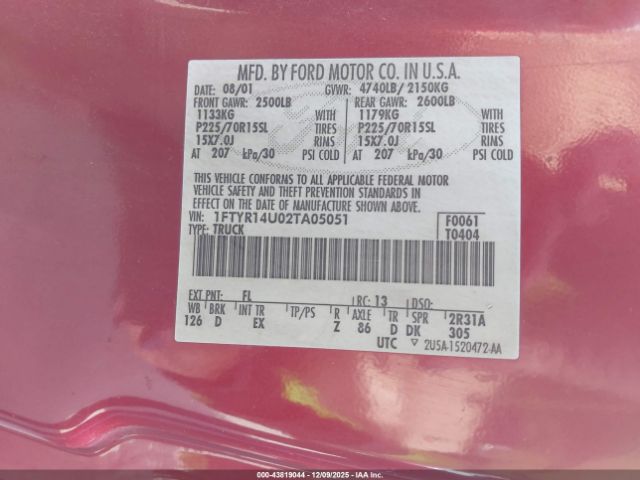 MFD. BY FORD MOTOR CO. IN U.S.A.
DATE: 08/01 GVWR: 4740LB/ 2150KG
FRONT GAWR: 2500LB REAR GAWR: 2600LB
1133KG WITH 1179KG WITH
P225/70R15SL TIRES P225/70R15SL TIRES
15X7.0J RIMS 15X7.0J RINS
AT 207 kPa/30 PSI COLD AT 207 kPa/30 PSI COLD
THIS VEHICLE CONFORMS TO ALL APPLICABLE FEDERAL MOTOR
VEHICLE SAFETY AND THEFT PREVENTION STANDARDS IN
EFFECT ON THE DATE OF MANUFACTURE SHOWN ABOVE.
VIN: 1FTYR14U02TA05051 F0061
TYPE: TRUCK T0404
EXT PNT: FL RC: 13 DSO:
WB BRK INT TR TP/PS R AXLE TR SPR 2R31A
126 D EX Z 86 D DK 305
UTC ▽ 2U5A-1520472-AA
000-43819044 - 12/09/2025 - IAA Inc.